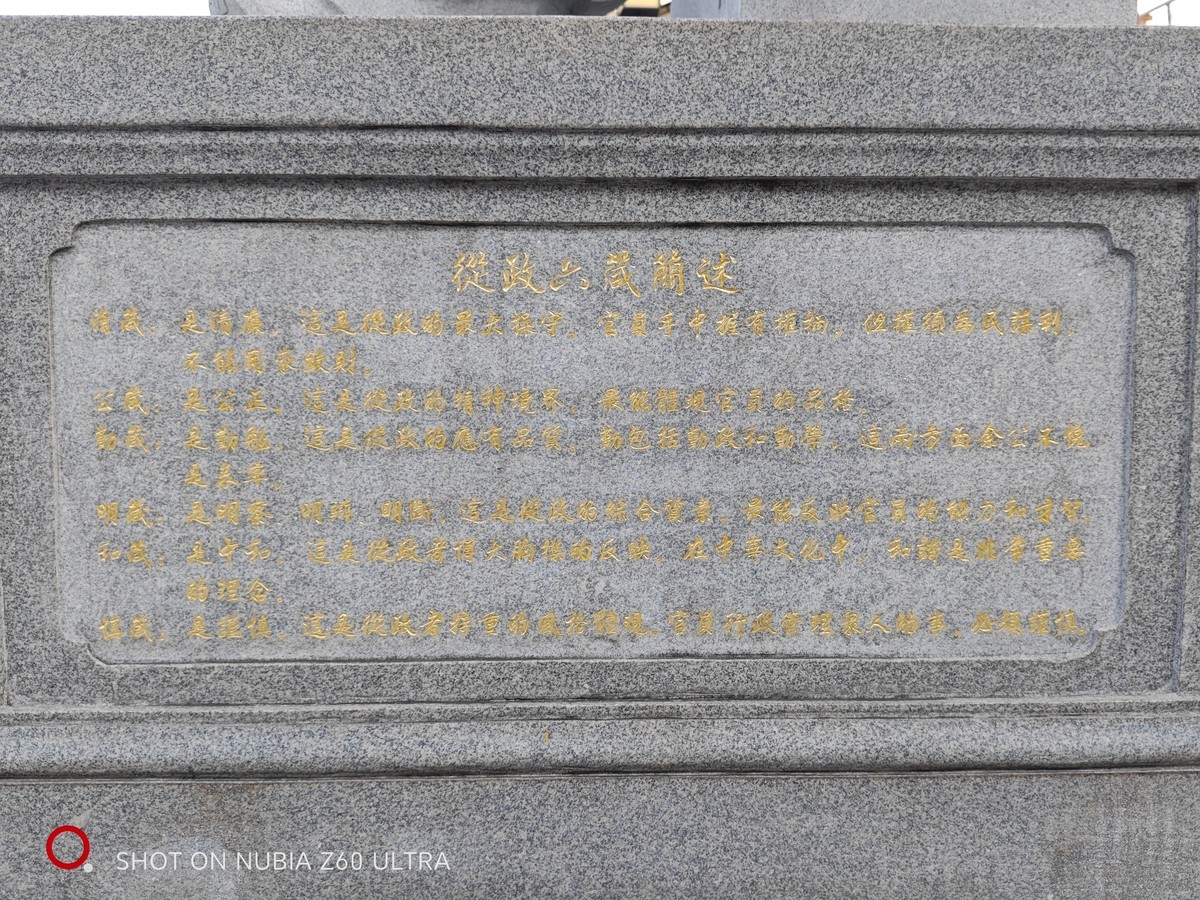 從政六箴簡述
清箴：是清廉，這是從政的最大操守。官員手中握有權柄，但權須為民謀利，
不能用來斂財。
公箴：是公正，這是從政的精神境界，最能體現官員的品格。
勤箴：是勤勉，這是從政的應有品質。勤包括勤政和勤學，這兩方面余公不愧
是表率。
明箴：是明察、明辨、明斷，這是從政的綜合質素，最能反映官員的能力和才智。
和箴：是中和，這是從政者博大胸襟的反映。在中華文化中，和諧是非常重要
的理念。
慎箴：是謹慎，這是從政者持重的風格體現。官員行政管理眾人的事，必須謹慎。
SHOT ON NUBIA Z60 ULTRA